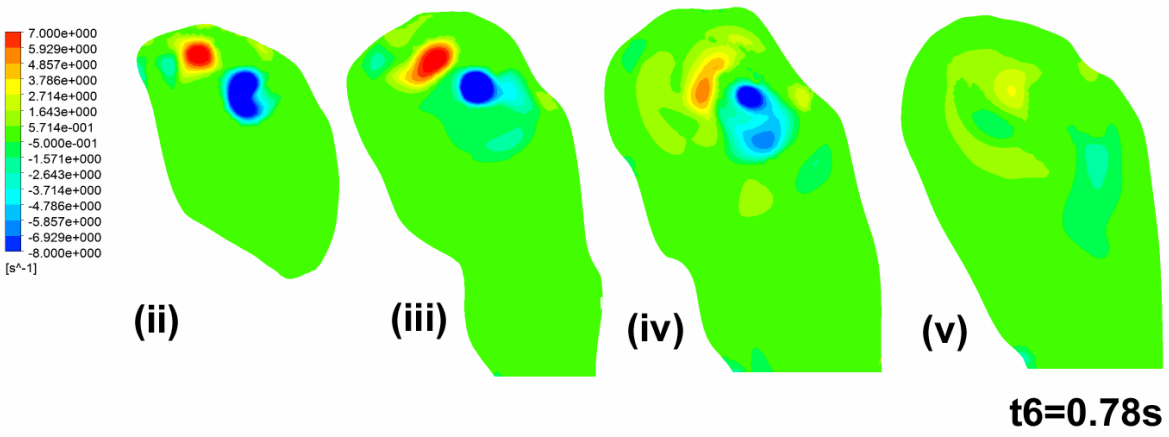 7.000e+000
5.929e+000
4.857e+000
3.786e+000
2.714e+000
1.643e+000
5.714e-001
-5.000e-001
-1.571e+000
-2.643e+000
-3.714e+000
-4.786e+000
-5.857e+000
-6.929e+000
-8.000e+000
[s^-1]
(ii) (iii) (iv) (v)
t6=0.78s